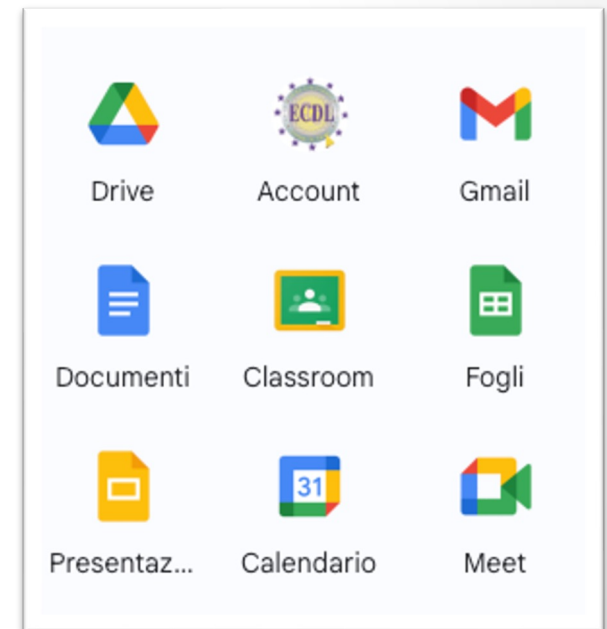 ECDL
Drive Account Gmail
Documenti Classroom Fogli
31
Presentaz... Calendario Meet